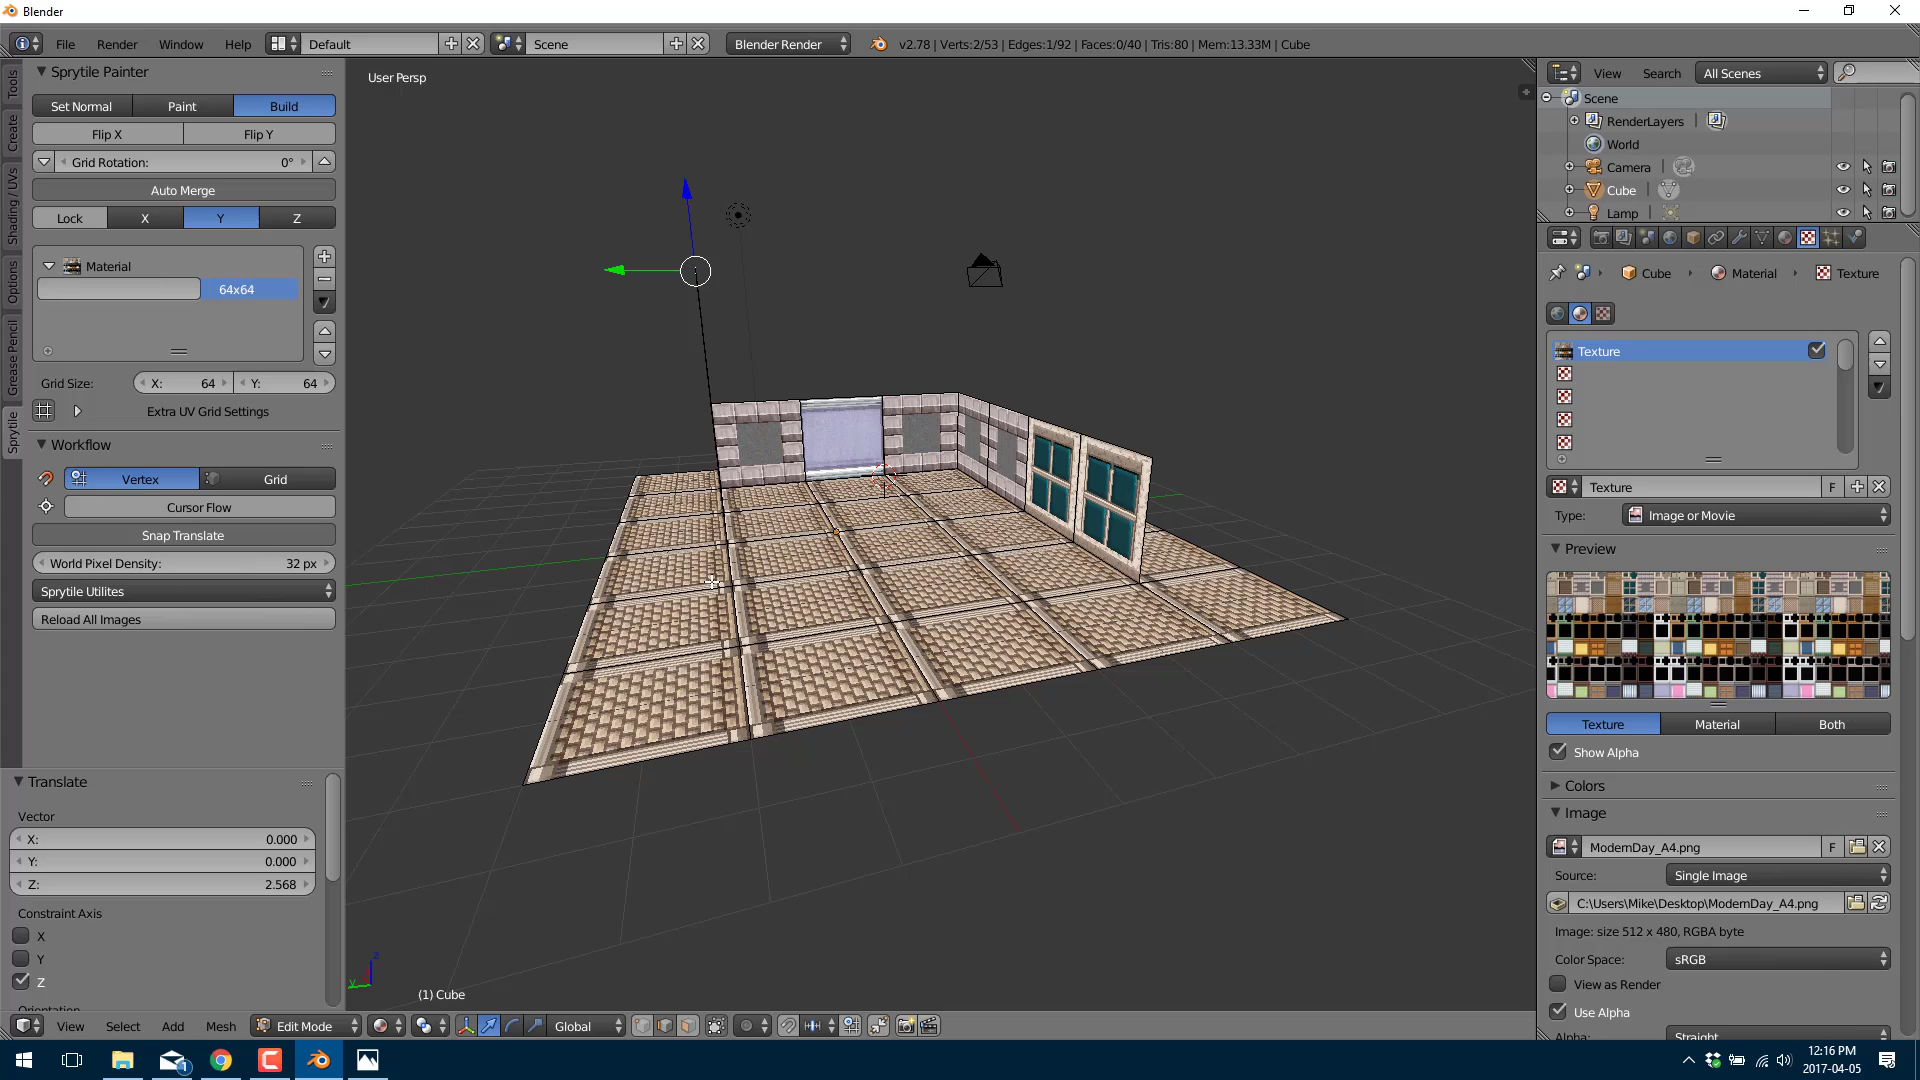 Blender
File Render Window Help Default Scene Blender Render v2.78 | Verts:2/53 | Edges:1/92 | Faces:0/40 | Tris:80 | Mem:13.33M | Cube
Sprytile Painter
Set Normal Paint Build
Flip X Flip Y
Grid Rotation: 0°
Auto Merge
Lock X Y Z
Material
64x64
Grid Size: X: 64 Y: 64
Extra UV Grid Settings
Workflow
Vertex Grid
Cursor Flow
Snap Translate
World Pixel Density: 32 px
Sprytile Utilites
Reload All Images
Tools
Create
Shading / UVs
Options
Grease Pencil
Sprytile
Translate
Vector
X: 0.000
Y: 0.000
Z: 2.568
Constraint Axis
X
Y
Z
Orientation
User Persp
(1) Cube
View Select Add Mesh Edit Mode Global
View Search All Scenes
Scene
RenderLayers
World
Camera
Cube
Lamp
Cube Material Texture
Texture
Texture F
Type: Image or Movie
Preview
Texture Material Both
Show Alpha
Colors
Image
ModernDay_A4.png F
Source: Single Image
C:\Users\Mike\Desktop\ModernDay_A4.png
Image: size 512 x 480, RGBA byte
Color Space: sRGB
View as Render
Use Alpha
Alpha: Straight
1
12:16 PM
2017-04-05